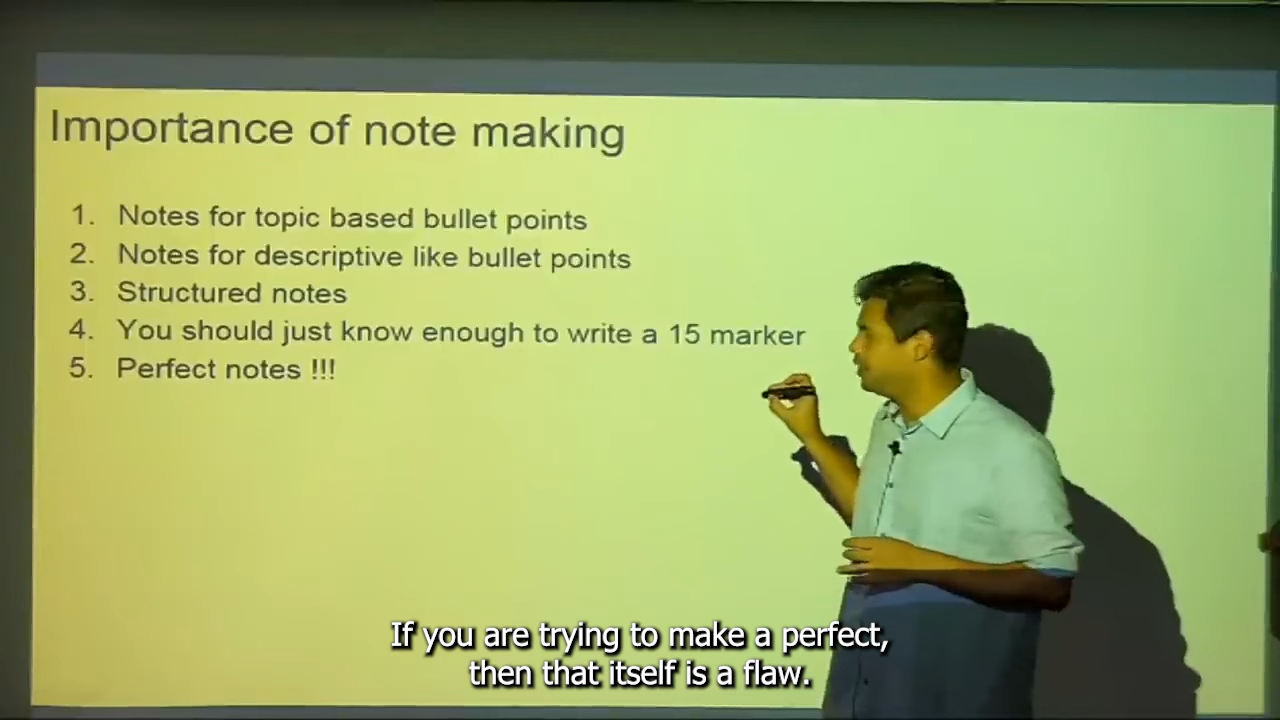 Importance of note making
1. Notes for topic based bullet points
2. Notes for descriptive like bullet points
3. Structured notes
4. You should just know enough to write a 15 marker
5. Perfect notes !!!
If you are trying to make a perfect,
then that itself is a flaw.